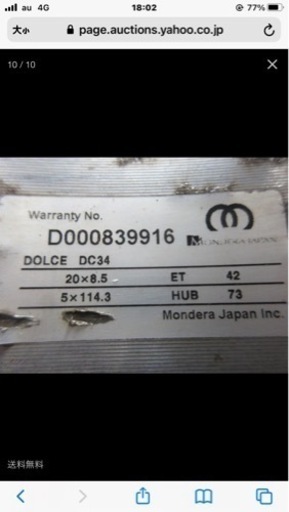 au 4G 18:02 77%
大小 page.auctions.yahoo.co.jp
10 / 10
Warranty No.
D000839916
DOLCE DC34
20×8.5 ET 42
5×114.3 HUB 73
Mondera Japan Inc.
送料無料